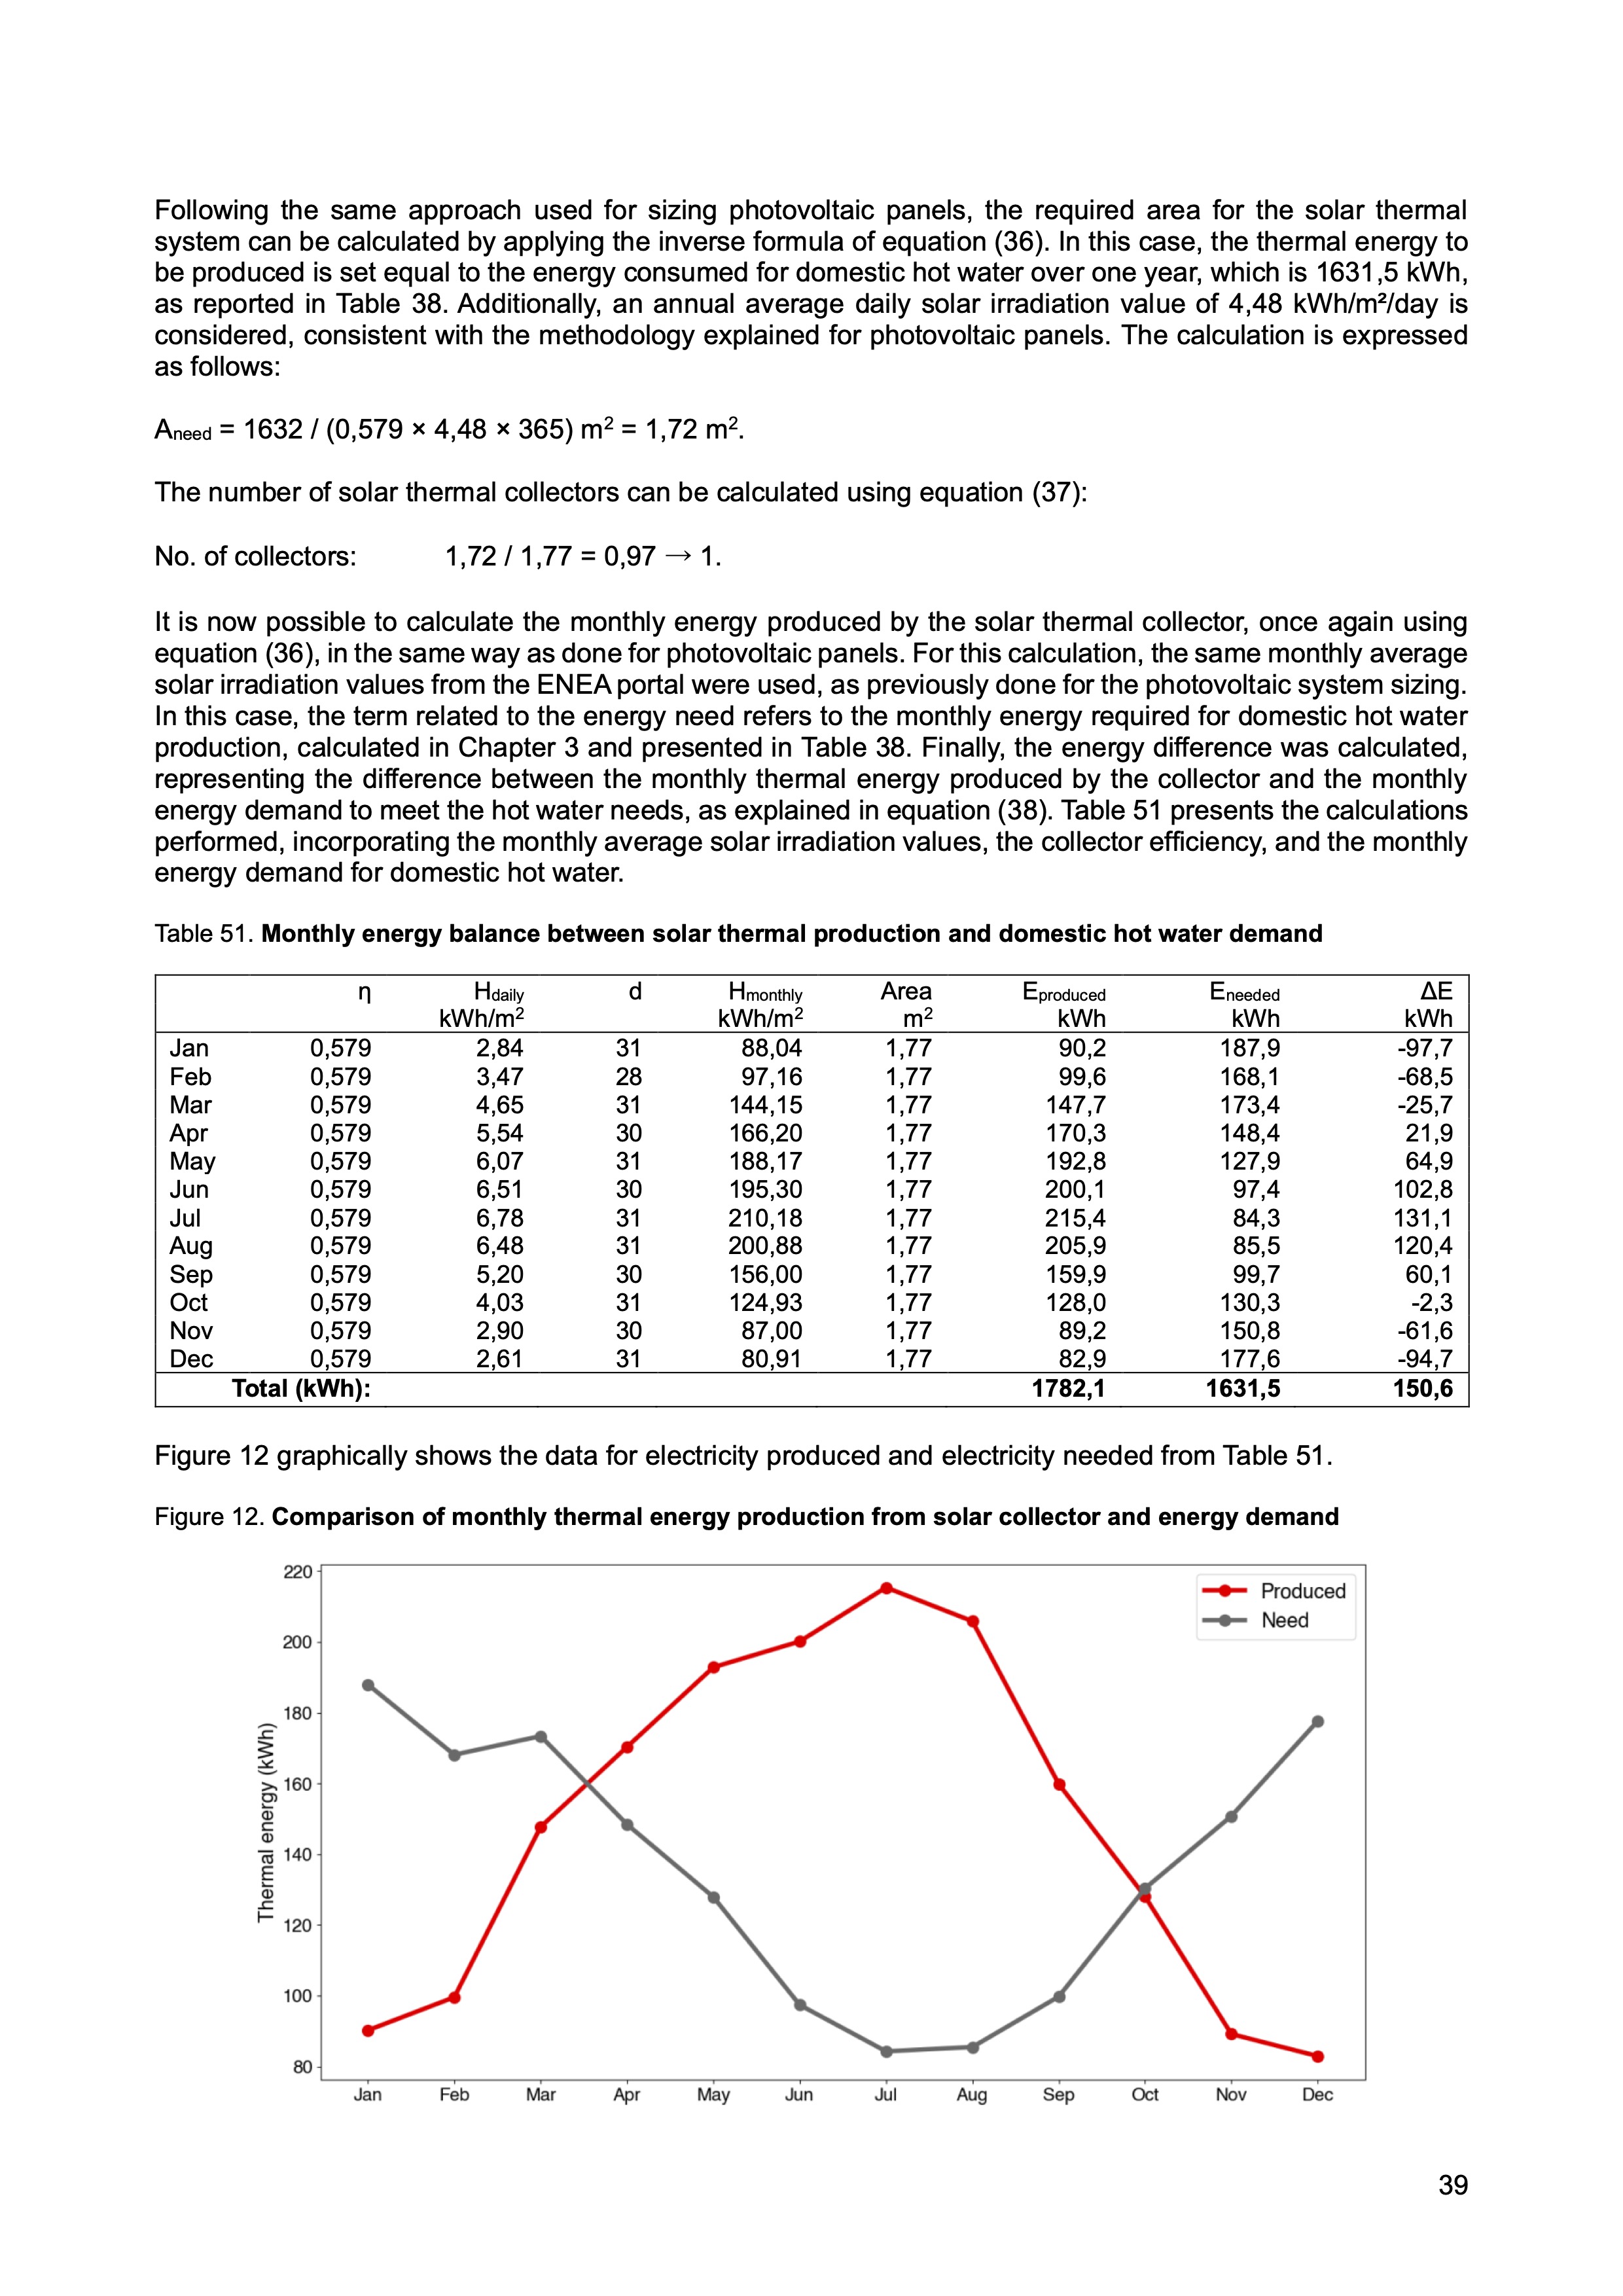 Following the same approach used for sizing photovoltaic panels, the required area for the solar thermal
system can be calculated by applying the inverse formula of equation (36). In this case, the thermal energy to
be produced is set equal to the energy consumed for domestic hot water over one year, which is 1631,5 kWh,
as reported in Table 38. Additionally, an annual average daily solar irradiation value of 4,48 kWh/m²/day is
considered, consistent with the methodology explained for photovoltaic panels. The calculation is expressed
as follows:
Aneed = 1632 / (0,579 × 4,48 × 365) m² = 1,72 m².
The number of solar thermal collectors can be calculated using equation (37):
No. of collectors: 1,72 / 1,77 = 0,97 → 1.
It is now possible to calculate the monthly energy produced by the solar thermal collector, once again using
equation (36), in the same way as done for photovoltaic panels. For this calculation, the same monthly average
solar irradiation values from the ENEA portal were used, as previously done for the photovoltaic system sizing.
In this case, the term related to the energy need refers to the monthly energy required for domestic hot water
production, calculated in Chapter 3 and presented in Table 38. Finally, the energy difference was calculated,
representing the difference between the monthly thermal energy produced by the collector and the monthly
energy demand to meet the hot water needs, as explained in equation (38). Table 51 presents the calculations
performed, incorporating the monthly average solar irradiation values, the collector efficiency, and the monthly
energy demand for domestic hot water.
Table 51. Monthly energy balance between solar thermal production and domestic hot water demand
η Hdaily d Hmonthly Area Eproduced Eneeded ΔE
kWh/m² kWh/m² m² kWh kWh kWh
Jan 0,579 2,84 31 88,04 1,77 90,2 187,9 -97,7
Feb 0,579 3,47 28 97,16 1,77 99,6 168,1 -68,5
Mar 0,579 4,65 31 144,15 1,77 147,7 173,4 -25,7
Apr 0,579 5,54 30 166,20 1,77 170,3 148,4 21,9
May 0,579 6,07 31 188,17 1,77 192,8 127,9 64,9
Jun 0,579 6,51 30 195,30 1,77 200,1 97,4 102,8
Jul 0,579 6,78 31 210,18 1,77 215,4 84,3 131,1
Aug 0,579 6,48 31 200,88 1,77 205,9 85,5 120,4
Sep 0,579 5,20 30 156,00 1,77 159,9 99,7 60,1
Oct 0,579 4,03 31 124,93 1,77 128,0 130,3 -2,3
Nov 0,579 2,90 30 87,00 1,77 89,2 150,8 -61,6
Dec 0,579 2,61 31 80,91 1,77 82,9 177,6 -94,7
Total (kWh): 1782,1 1631,5 150,6
Figure 12 graphically shows the data for electricity produced and electricity needed from Table 51.
Figure 12. Comparison of monthly thermal energy production from solar collector and energy demand
Thermal energy (kWh)
220
200
180
160
140
120
100
80
Produced
Need
Jan Feb Mar Apr May Jun Jul Aug Sep Oct Nov Dec
39